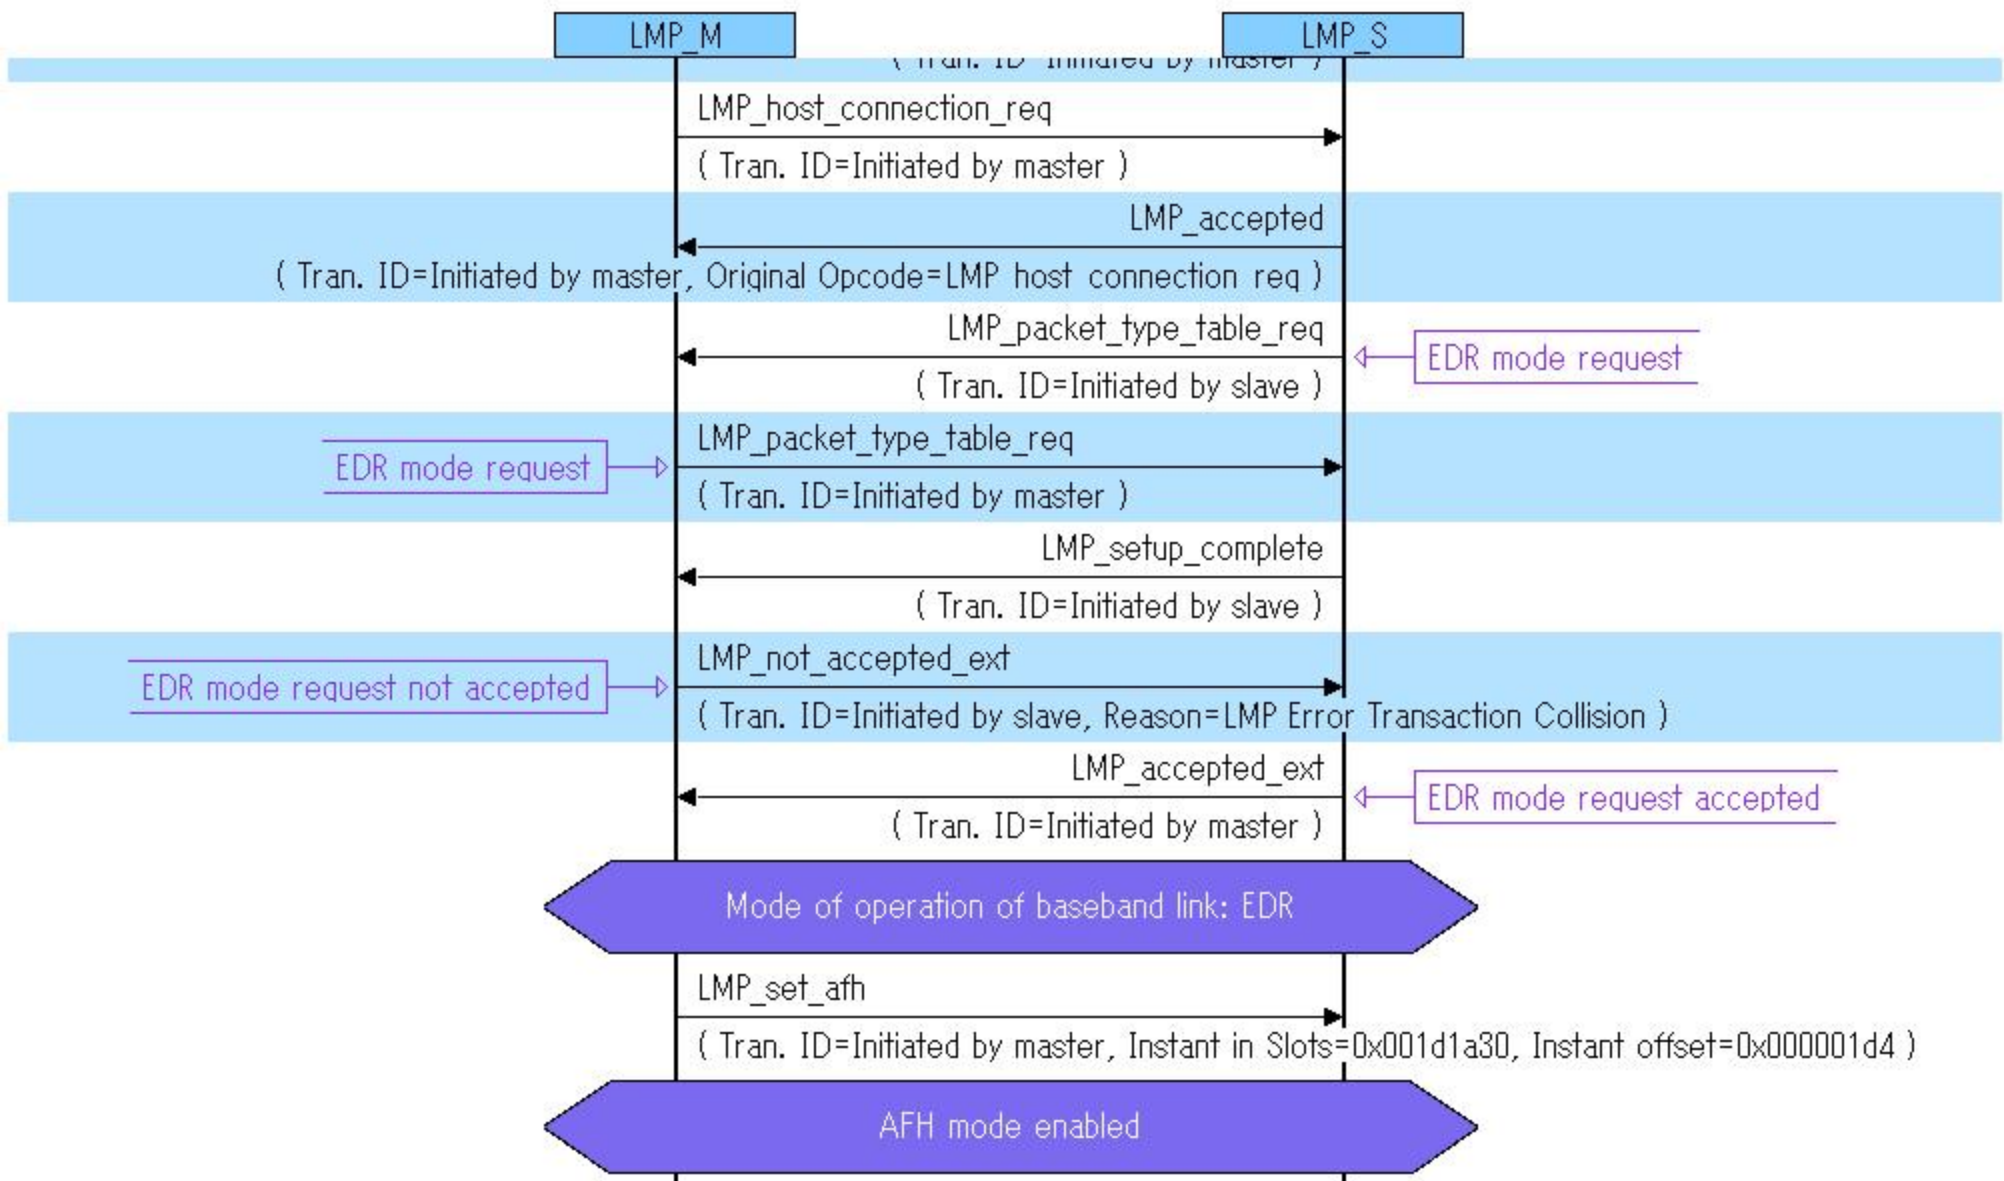 LMP_M
LMP_S
LMP_host_connection_req
( Tran. ID=Initiated by master )
LMP_accepted
( Tran. ID=Initiated by master, Original Opcode=LMP host connection req )
LMP_packet_type_table_req
EDR mode request
( Tran. ID=Initiated by slave )
LMP_packet_type_table_req
EDR mode request
( Tran. ID=Initiated by master )
LMP_setup_complete
( Tran. ID=Initiated by slave )
LMP_not_accepted_ext
EDR mode request not accepted
( Tran. ID=Initiated by slave, Reason=LMP Error Transaction Collision )
LMP_accepted_ext
EDR mode request accepted
( Tran. ID=Initiated by master )
Mode of operation of baseband link: EDR
LMP_set_afh
( Tran. ID=Initiated by master, Instant in Slots=0x001d1a30, Instant offset=0x000001d4 )
AFH mode enabled